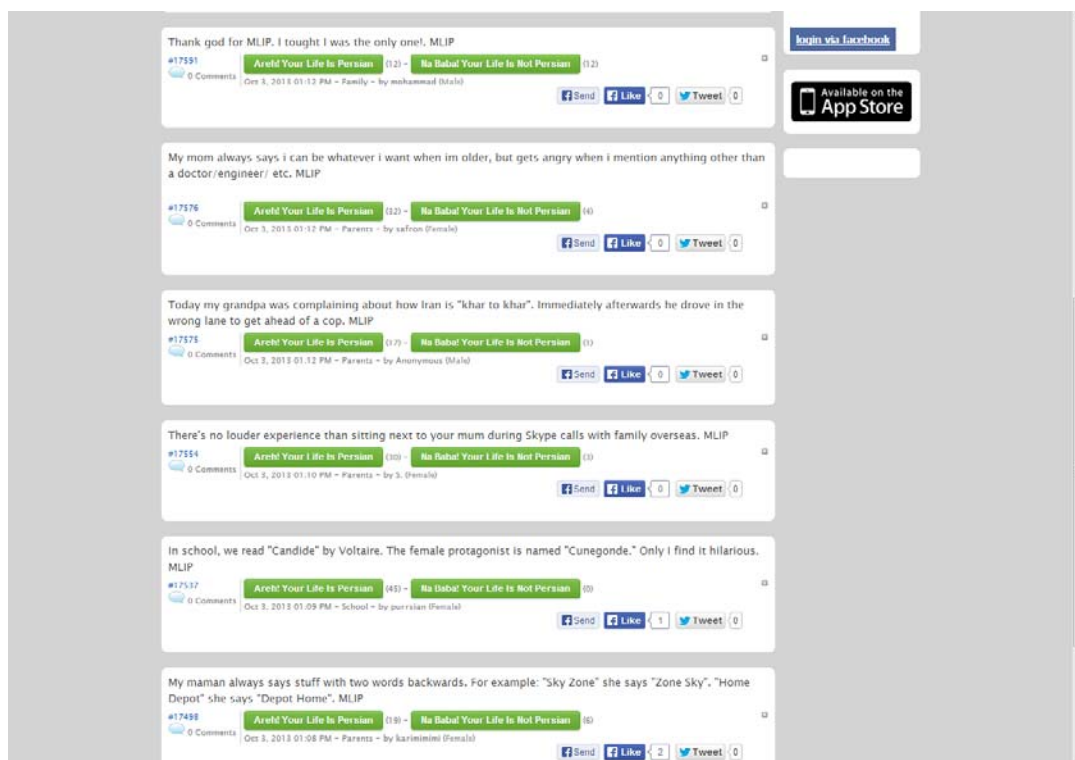 Thank god for MLIP. I tought I was the only one!. MLIP
#17591
Areh! Your Life Is Persian (12) - Na Baba! Your Life Is Not Persian (12)
0 Comments
Oct 3, 2013 01:12 PM - Family - by mohammad (Male)
Send Like 0 Tweet 0
My mom always says i can be whatever i want when im older, but gets angry when i mention anything other than
a doctor/engineer/ etc. MLIP
#17576
Areh! Your Life Is Persian (32) - Na Baba! Your Life Is Not Persian (4)
0 Comments
Oct 3, 2013 01:12 PM - Parents - by safron (Female)
Send Like 0 Tweet 0
Today my grandpa was complaining about how Iran is "khar to khar". Immediately afterwards he drove in the
wrong lane to get ahead of a cop. MLIP
#17575
Areh! Your Life Is Persian (37) - Na Baba! Your Life Is Not Persian (1)
0 Comments
Oct 3, 2013 01:12 PM - Parents - by Anonymous (Male)
Send Like 0 Tweet 0
There's no louder experience than sitting next to your mum during Skype calls with family overseas. MLIP
#17554
Areh! Your Life Is Persian (30) - Na Baba! Your Life Is Not Persian (3)
0 Comments
Oct 3, 2013 01:10 PM - Parents - by S. (Female)
Send Like 0 Tweet 0
In school, we read "Candide" by Voltaire. The female protagonist is named "Cunegonde." Only I find it hilarious.
MLIP
#17537
Areh! Your Life Is Persian (45) - Na Baba! Your Life Is Not Persian (0)
0 Comments
Oct 3, 2013 01:09 PM - School - by purrsian (Female)
Send Like 1 Tweet 0
My maman always says stuff with two words backwards. For example: "Sky Zone" she says "Zone Sky". "Home
Depot" she says "Depot Home". MLIP
#17498
Areh! Your Life Is Persian (19) - Na Baba! Your Life Is Not Persian (6)
0 Comments
Oct 3, 2013 01:08 PM - Parents - by karimimimi (Female)
Send Like 2 Tweet 0
login via facebook
Available on the
App Store